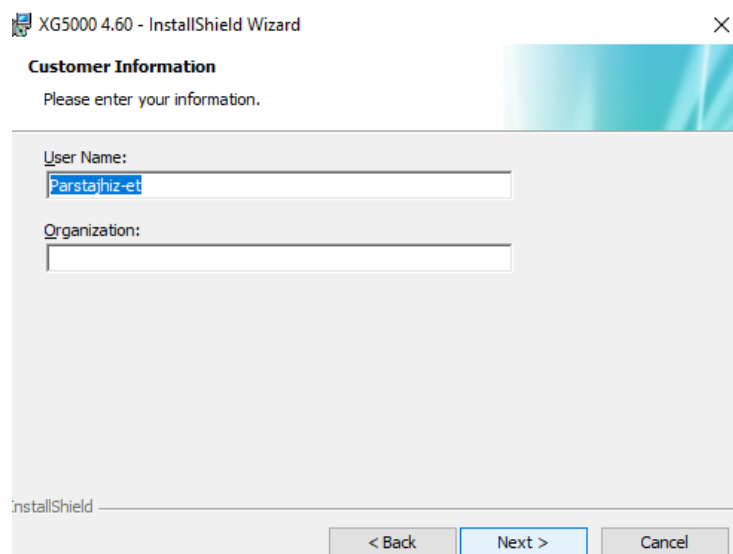 XG5000 4.60 - InstallShield Wizard
Customer Information
Please enter your information.
User Name:
Parstajhiz-et
Organization:
InstallShield
< Back Next > Cancel